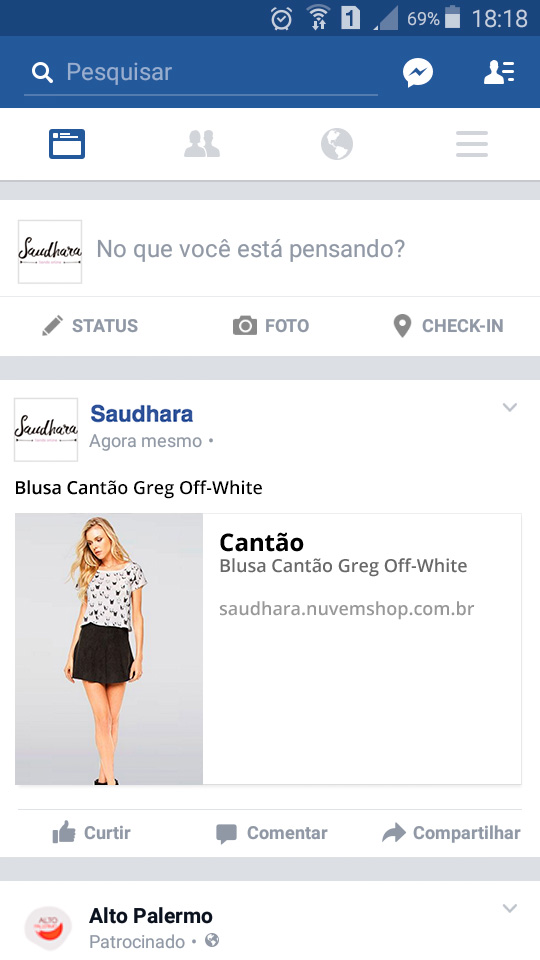 1 69% 18:18
Pesquisar
Saudhara
No que você está pensando?
STATUS FOTO CHECK-IN
Saudhara
Saudhara
Agora mesmo •
Blusa Cantão Greg Off-White
Cantão
Blusa Cantão Greg Off-White
saudhara.nuvemshop.com.br
Curtir Comentar Compartilhar
ALTO
Alto Palermo
Patrocinado •